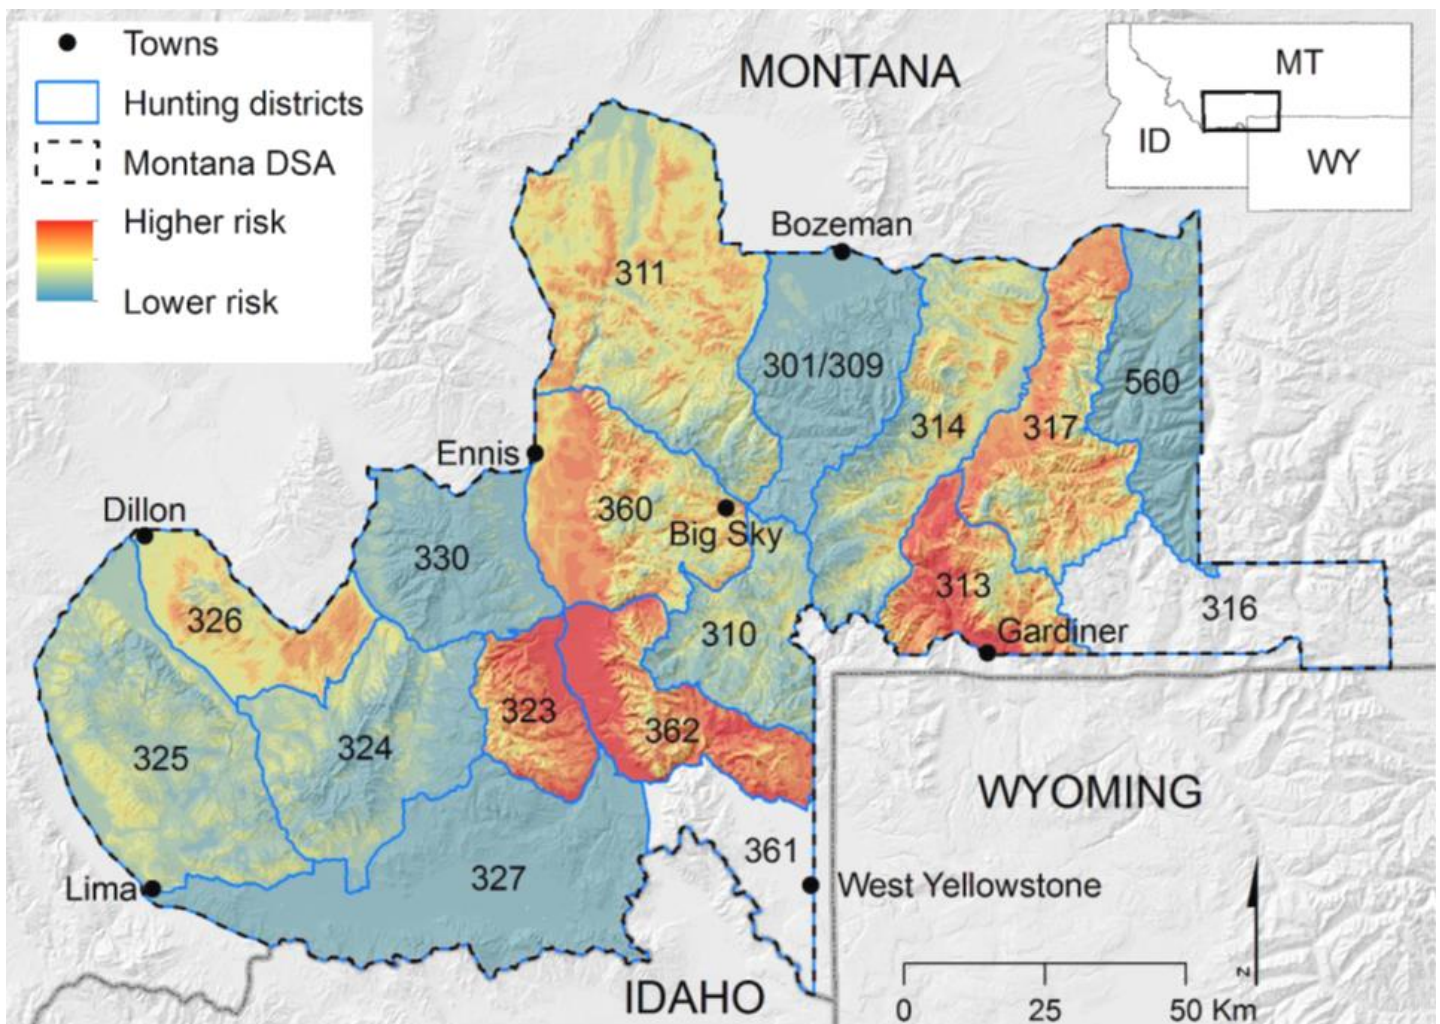 Towns
Hunting districts
Montana DSA
Higher risk
Lower risk
MONTANA
MT
ID
WY
Bozeman
311
301/309
560
314
317
Ennis
360
Big Sky
Dillon
330
313
316
326
310
Gardiner
323
362
325
324
WYOMING
361
327
Lima
West Yellowstone
IDAHO
z
0 25 50 Km